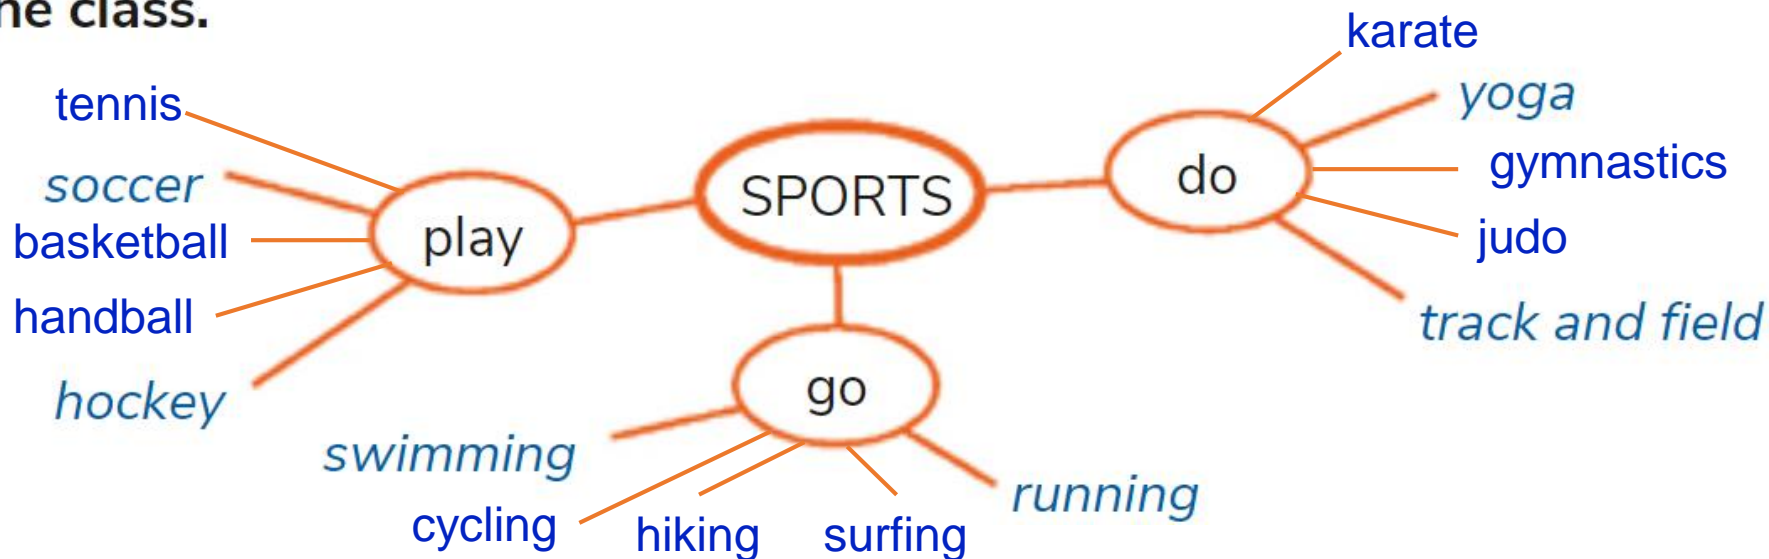 ne class.
karate
tennis
yoga
soccer
SPORTS
do
gymnastics
basketball
play
judo
handball
track and field
hockey
go
swimming
running
cycling
hiking
surfing